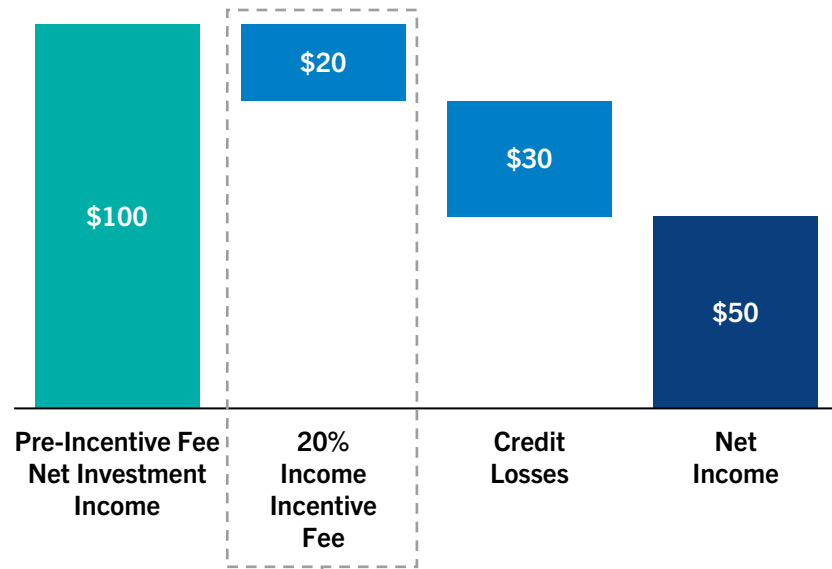 $100
$20
$30
$50
Pre-Incentive Fee
Net Investment
Income
20%
Income
Incentive
Fee
Credit
Losses
Net
Income